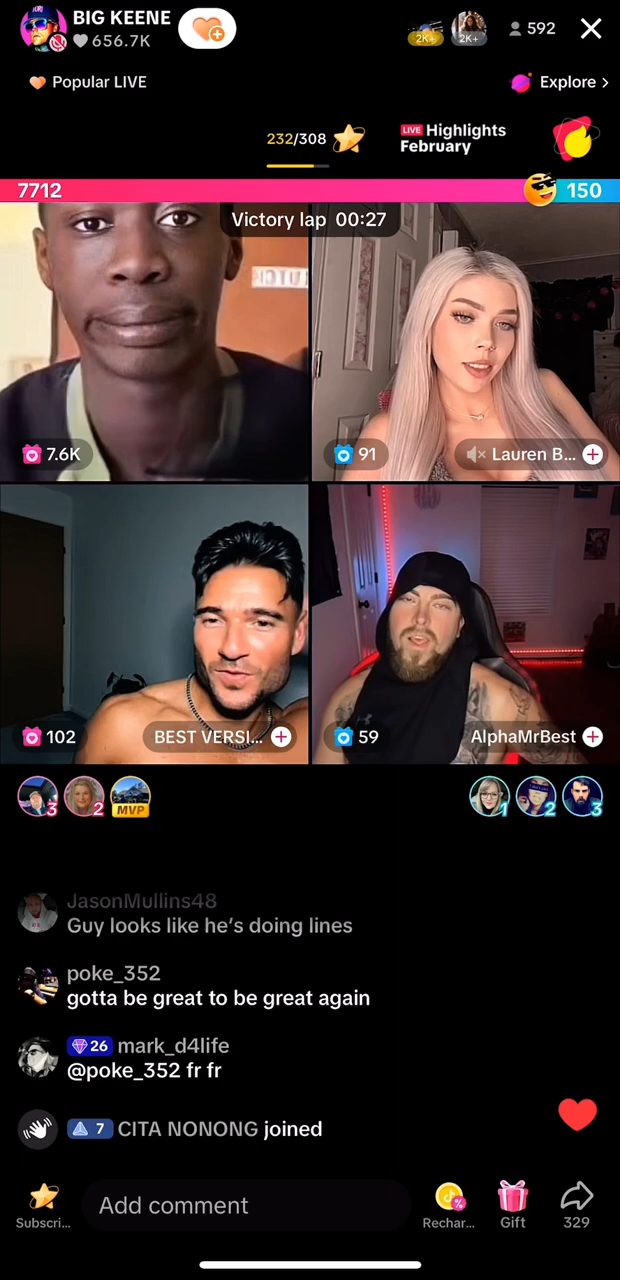 BIG KEENE
656.7K
2K+
2K+
592
Popular LIVE
Explore >
232/308
LIVE Highlights
February
7712
150
Victory lap 00:27
7.6K
91
Lauren B...
102
BEST VERSI...
59
AlphaMrBest
3
2
MVP
1
2
3
JasonMullins48
Guy looks like he's doing lines
poke_352
gotta be great to be great again
26 mark_d4life
@poke_352 fr fr
7 CITA NONONG joined
Add comment
Subscri...
Rechar...
Gift
329